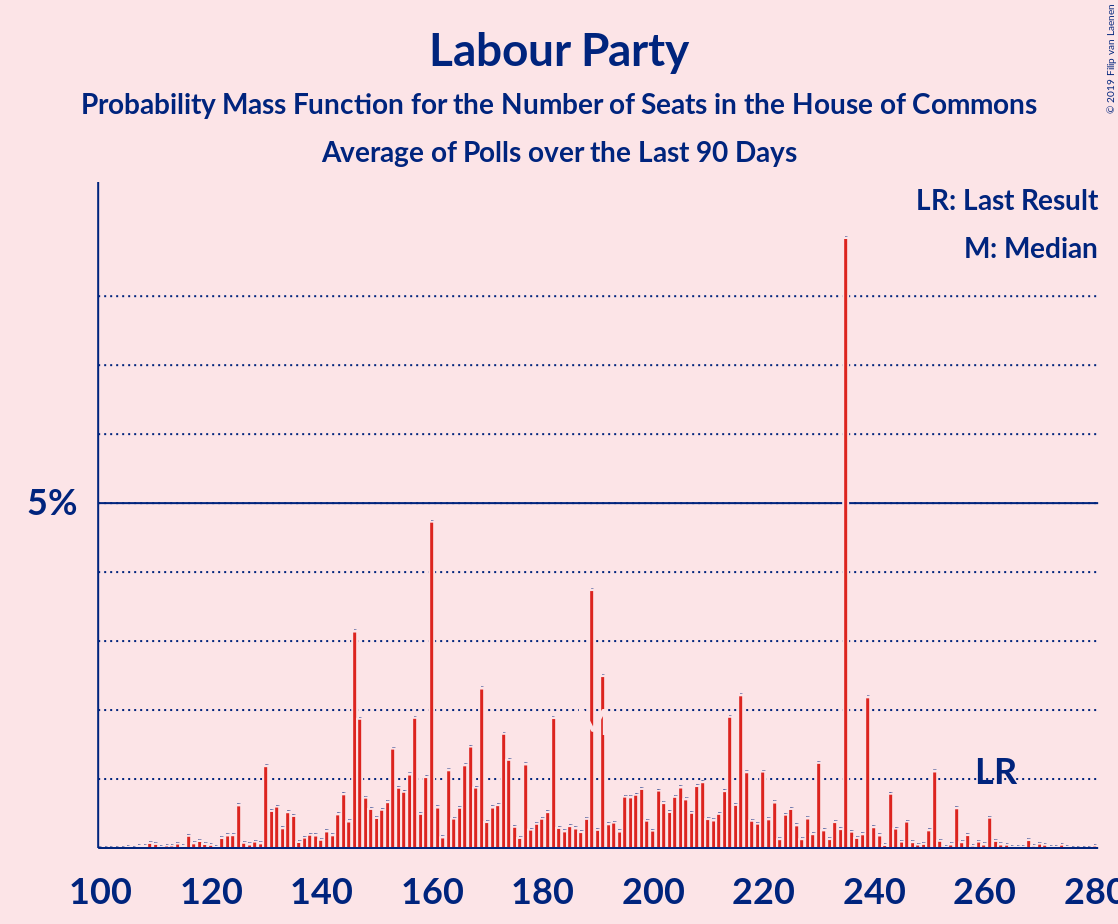 Labour Party
Probability Mass Function for the Number of Seats in the House of Commons
Average of Polls over the Last 90 Days
© 2019 Filip van Laenen
LR: Last Result
M: Median
5%
LR
100 120 140 160 180 200 220 240 260 280